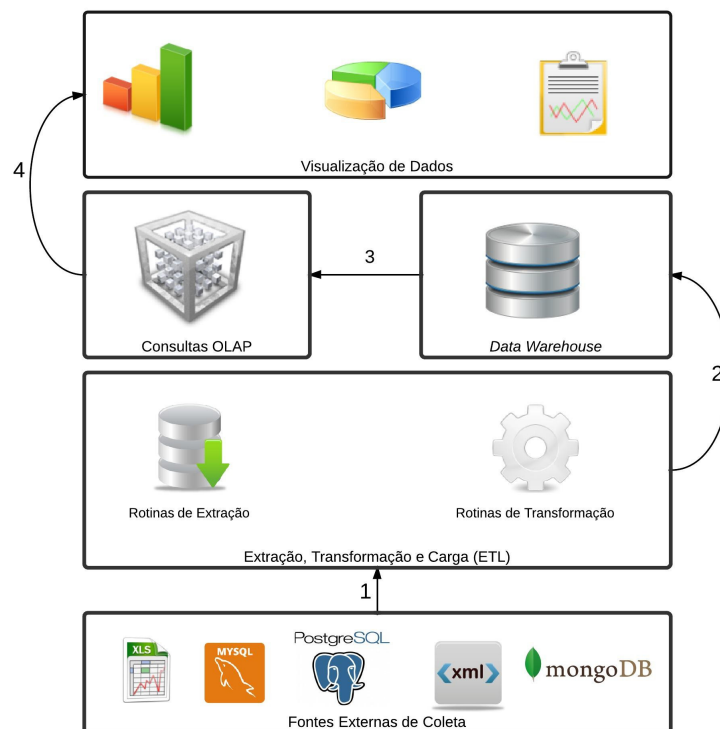 4
Visualização de Dados
3
Consultas OLAP
Data Warehouse
2
Rotinas de Extração
Rotinas de Transformação
Extração, Transformação e Carga (ETL)
1
XLS
MYSQL
PostgreSQL
xml
mongoDB
Fontes Externas de Coleta